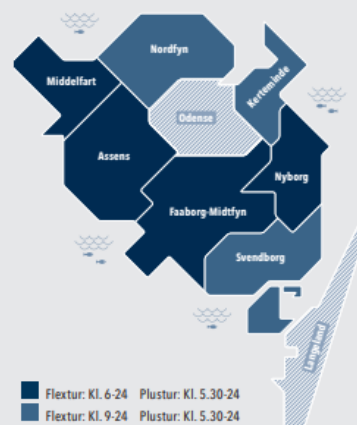 Nordfyn
Middelfart
Kerteminde
Odense
Assens
Nyborg
Faaborg-Midtfyn
Svendborg
Langeland
Flextur: Kl. 6-24 Plustur: Kl. 5.30-24
Flextur: Kl. 9-24 Plustur: Kl. 5.30-24